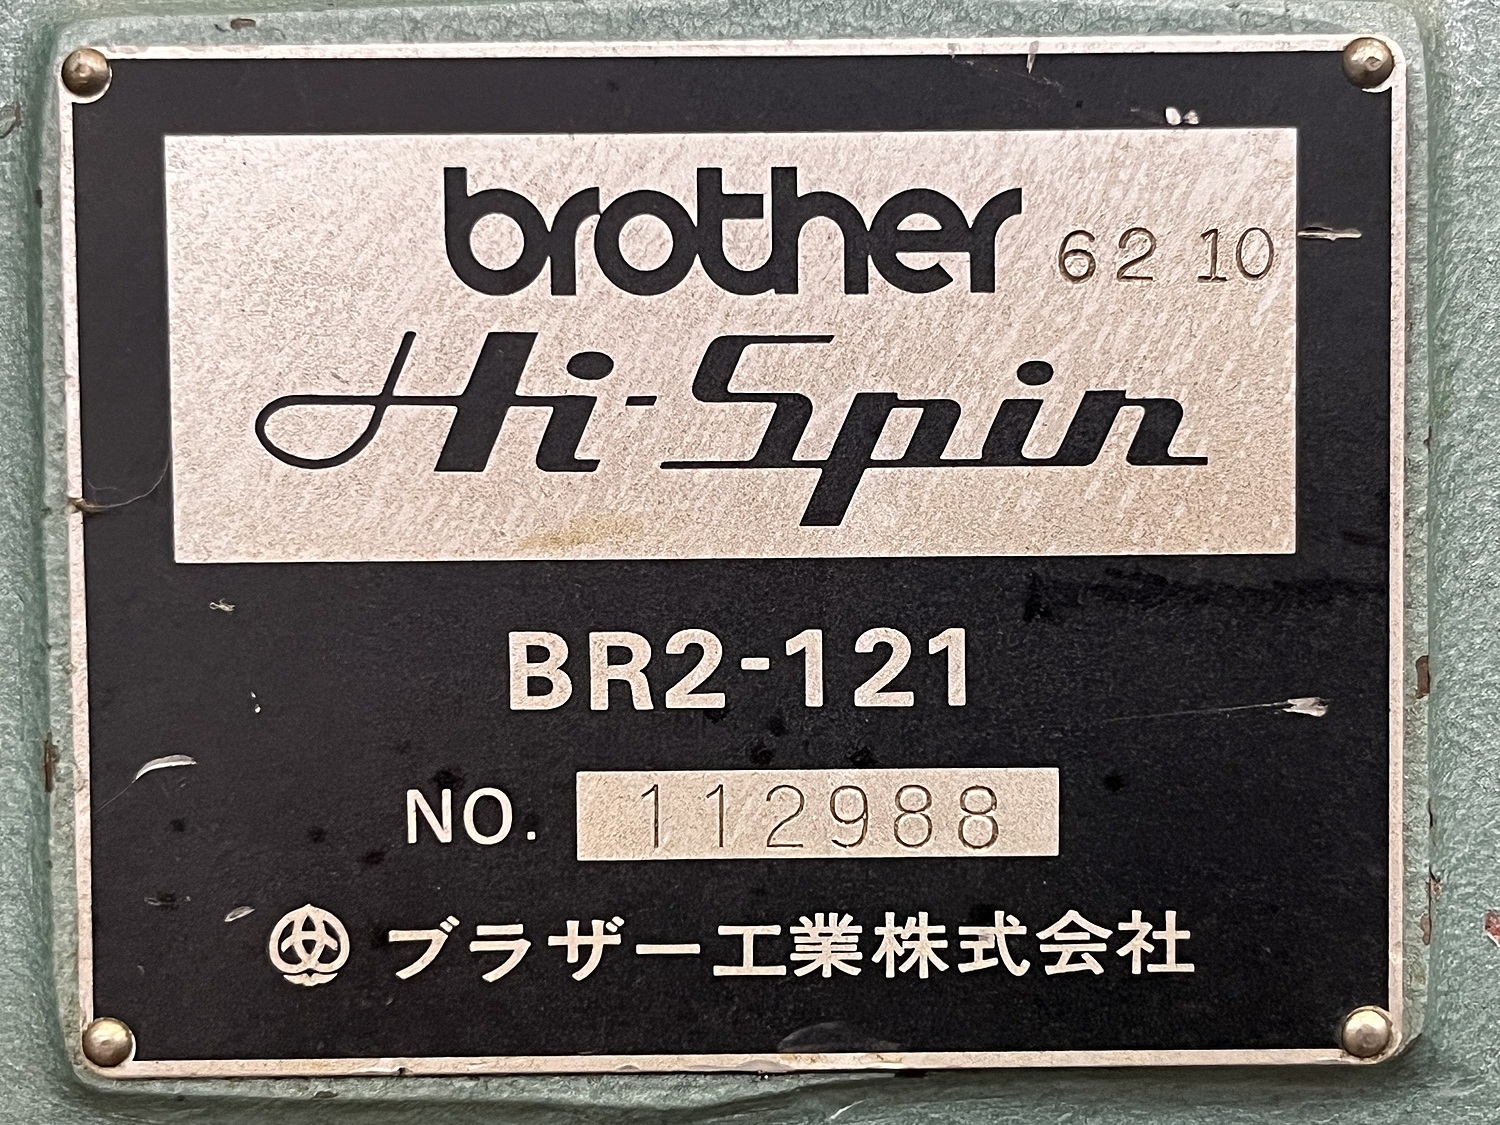 brother 62 10
Hi-Spin
BR2-121
NO. 112988
ブラザー工業株式会社